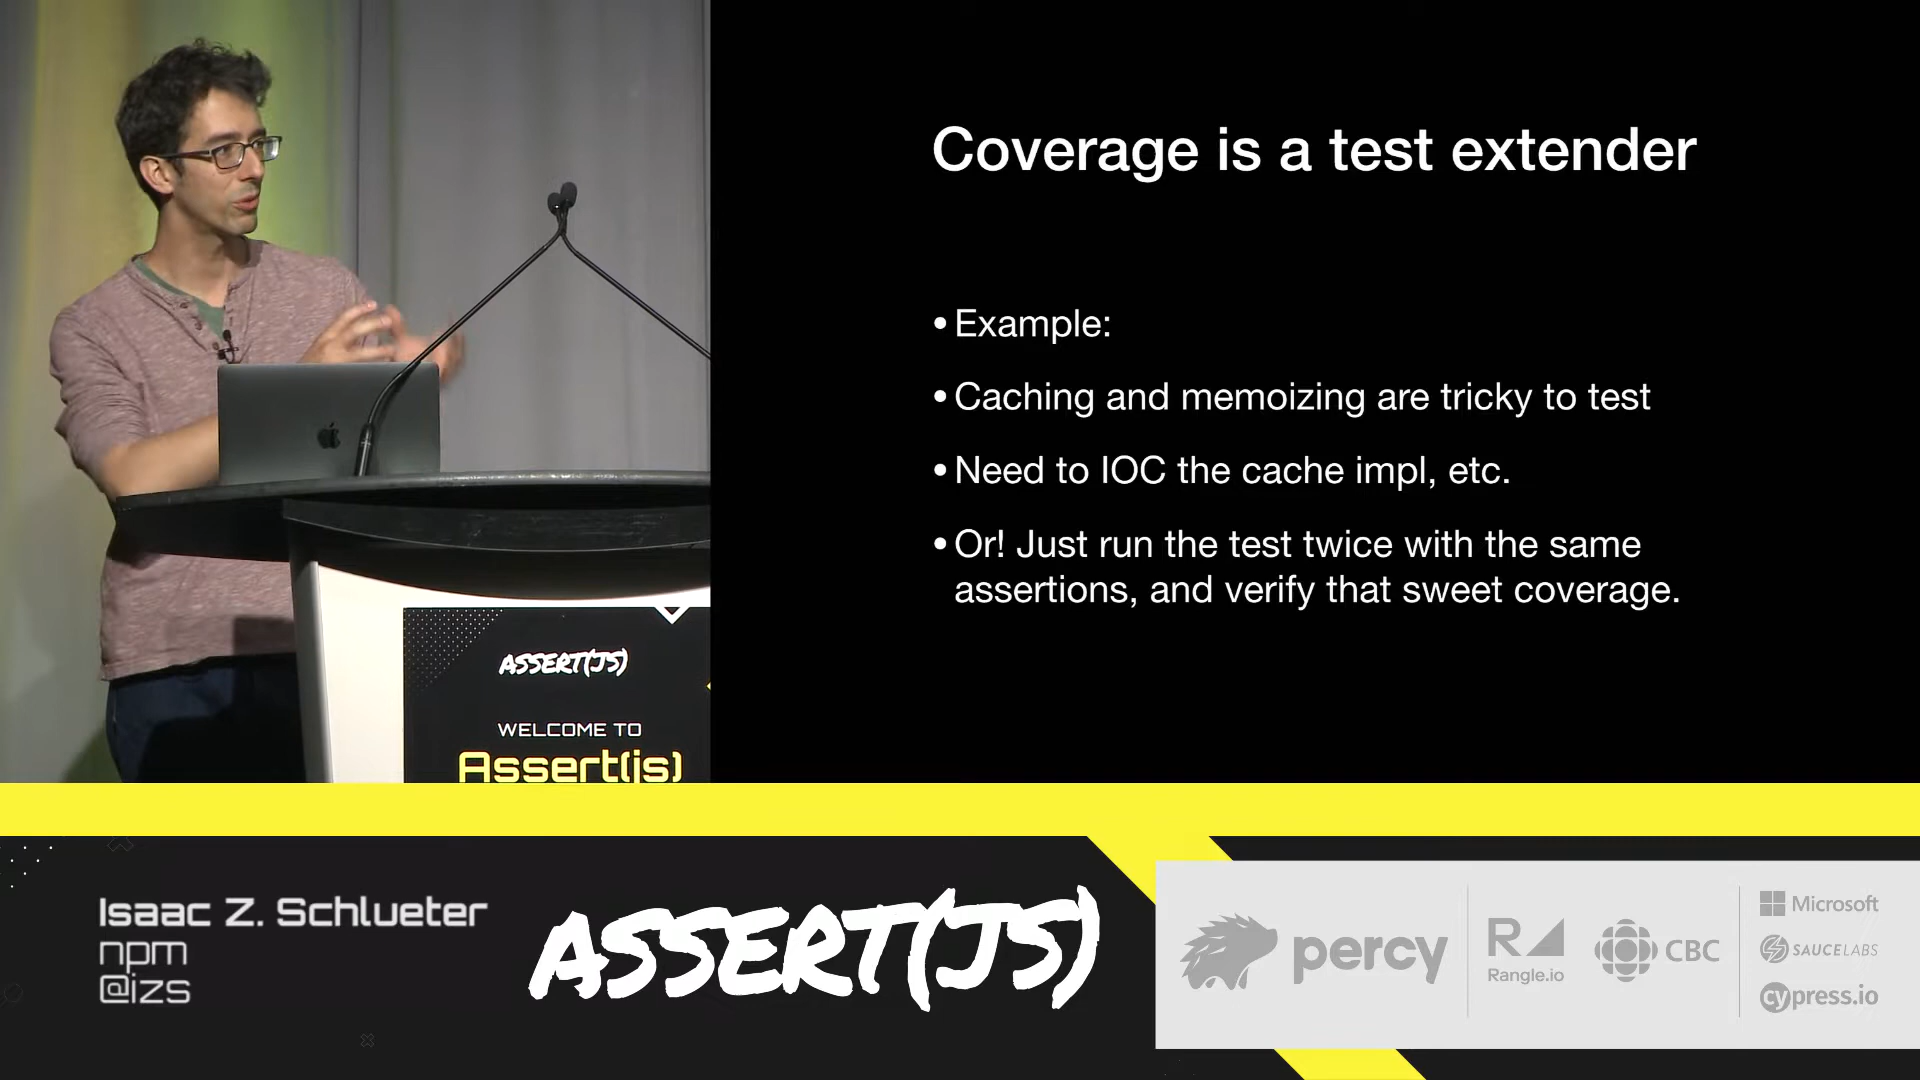 Coverage is a test extender
• Example:
• Caching and memoizing are tricky to test
• Need to IOC the cache impl, etc.
• Or! Just run the test twice with the same
assertions, and verify that sweet coverage.
ASSERT(JS)
WELCOME TO
Assert(js)
Isaac Z. Schlueter
npm
@izs
ASSERT(JS)
percy
R
Rangle.io
CBC
Microsoft
SAUCELABS
cypress.io